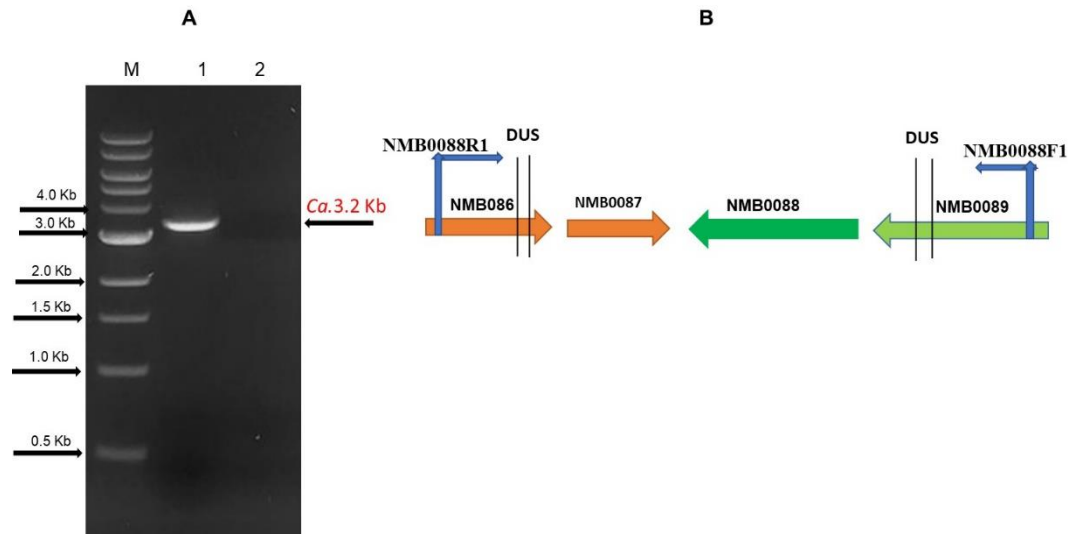 A
B
M 1 2
4.0 Kb
3.0 Kb
2.0 Kb
1.5 Kb
1.0 Kb
0.5 Kb
Ca.3.2 Kb
NMB0088R1
DUS
DUS
NMB0088F1
NMB086
NMB0087
NMB0088
NMB0089